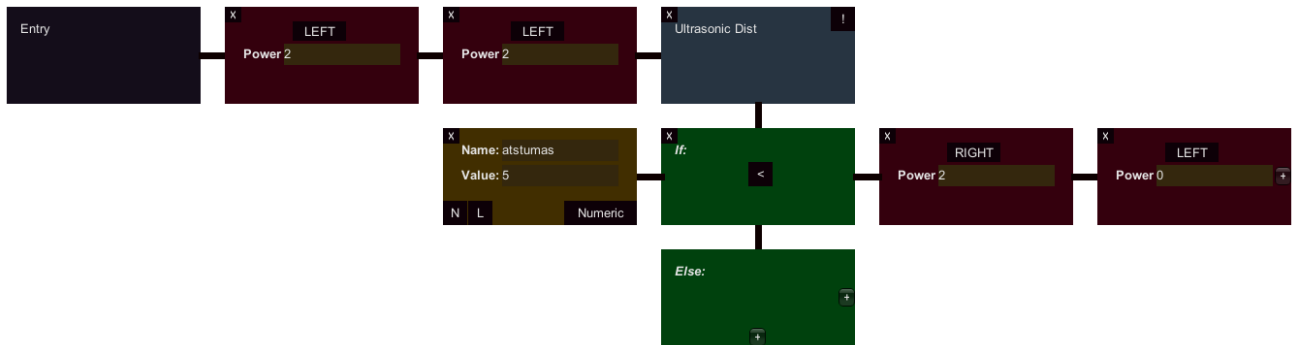 Entry
X
LEFT
Power 2
X
LEFT
Power 2
X
!
Ultrasonic Dist
X
Name: atstumas
Value: 5
N L Numeric
X
If:
<
X
RIGHT
Power 2
X
LEFT
Power 0
+
Else:
+
+